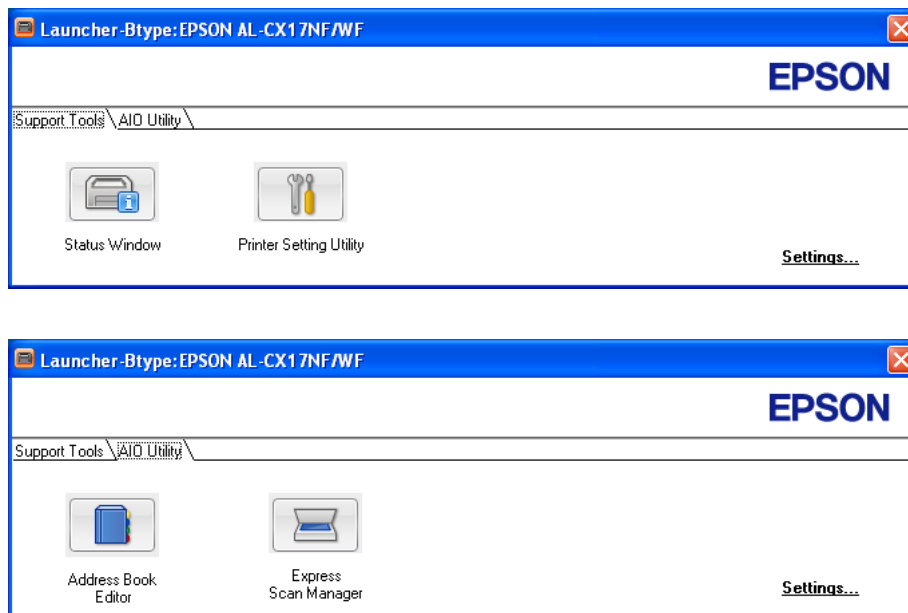 Launcher-Btype:EPSON AL-CX17NF/WF
EPSON
Support Tools AIO Utility
Status Window Printer Setting Utility
Settings...
Launcher-Btype:EPSON AL-CX17NF/WF
EPSON
Support Tools AIO Utility
Address Book Editor
Express Scan Manager
Settings...